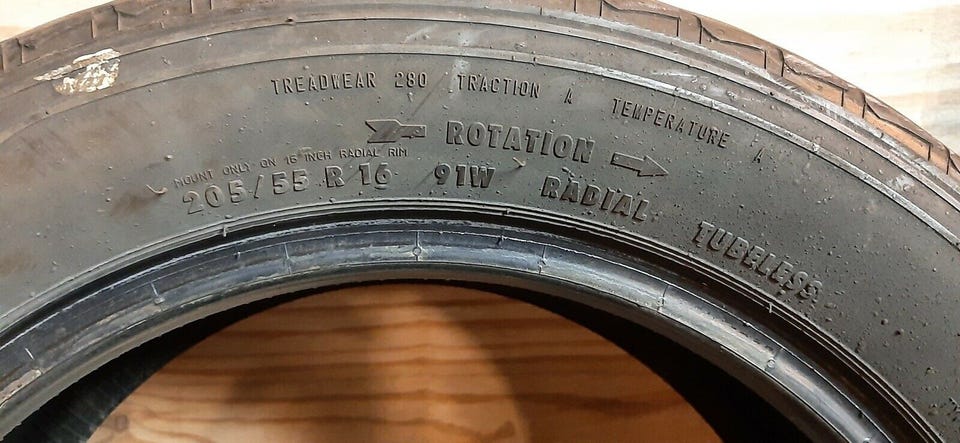 TREADWEAR 280 TRACTION A TEMPERATURE A
ROTATION
MOUNT ONLY ON 16 INCH RADIAL RIM
205/55 R 16 91W RADIAL TUBELESS